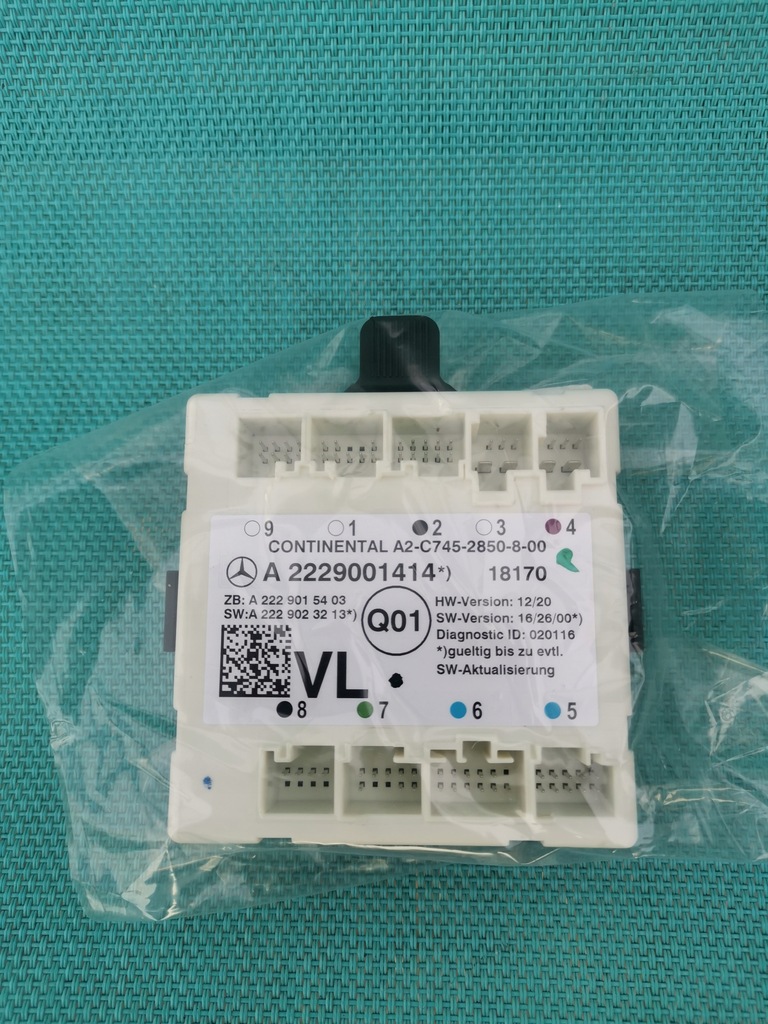 9 1 2 3 4
CONTINENTAL A2-C745-2850-8-00
A 2229001414*) 18170
ZB: A 222 901 54 03
SW:A 222 902 32 13*)
Q01
HW-Version: 12/20
SW-Version: 16/26/00*)
Diagnostic ID: 020116
*)gueltig bis zu evtl.
SW-Aktualisierung
VL
8 7 6 5